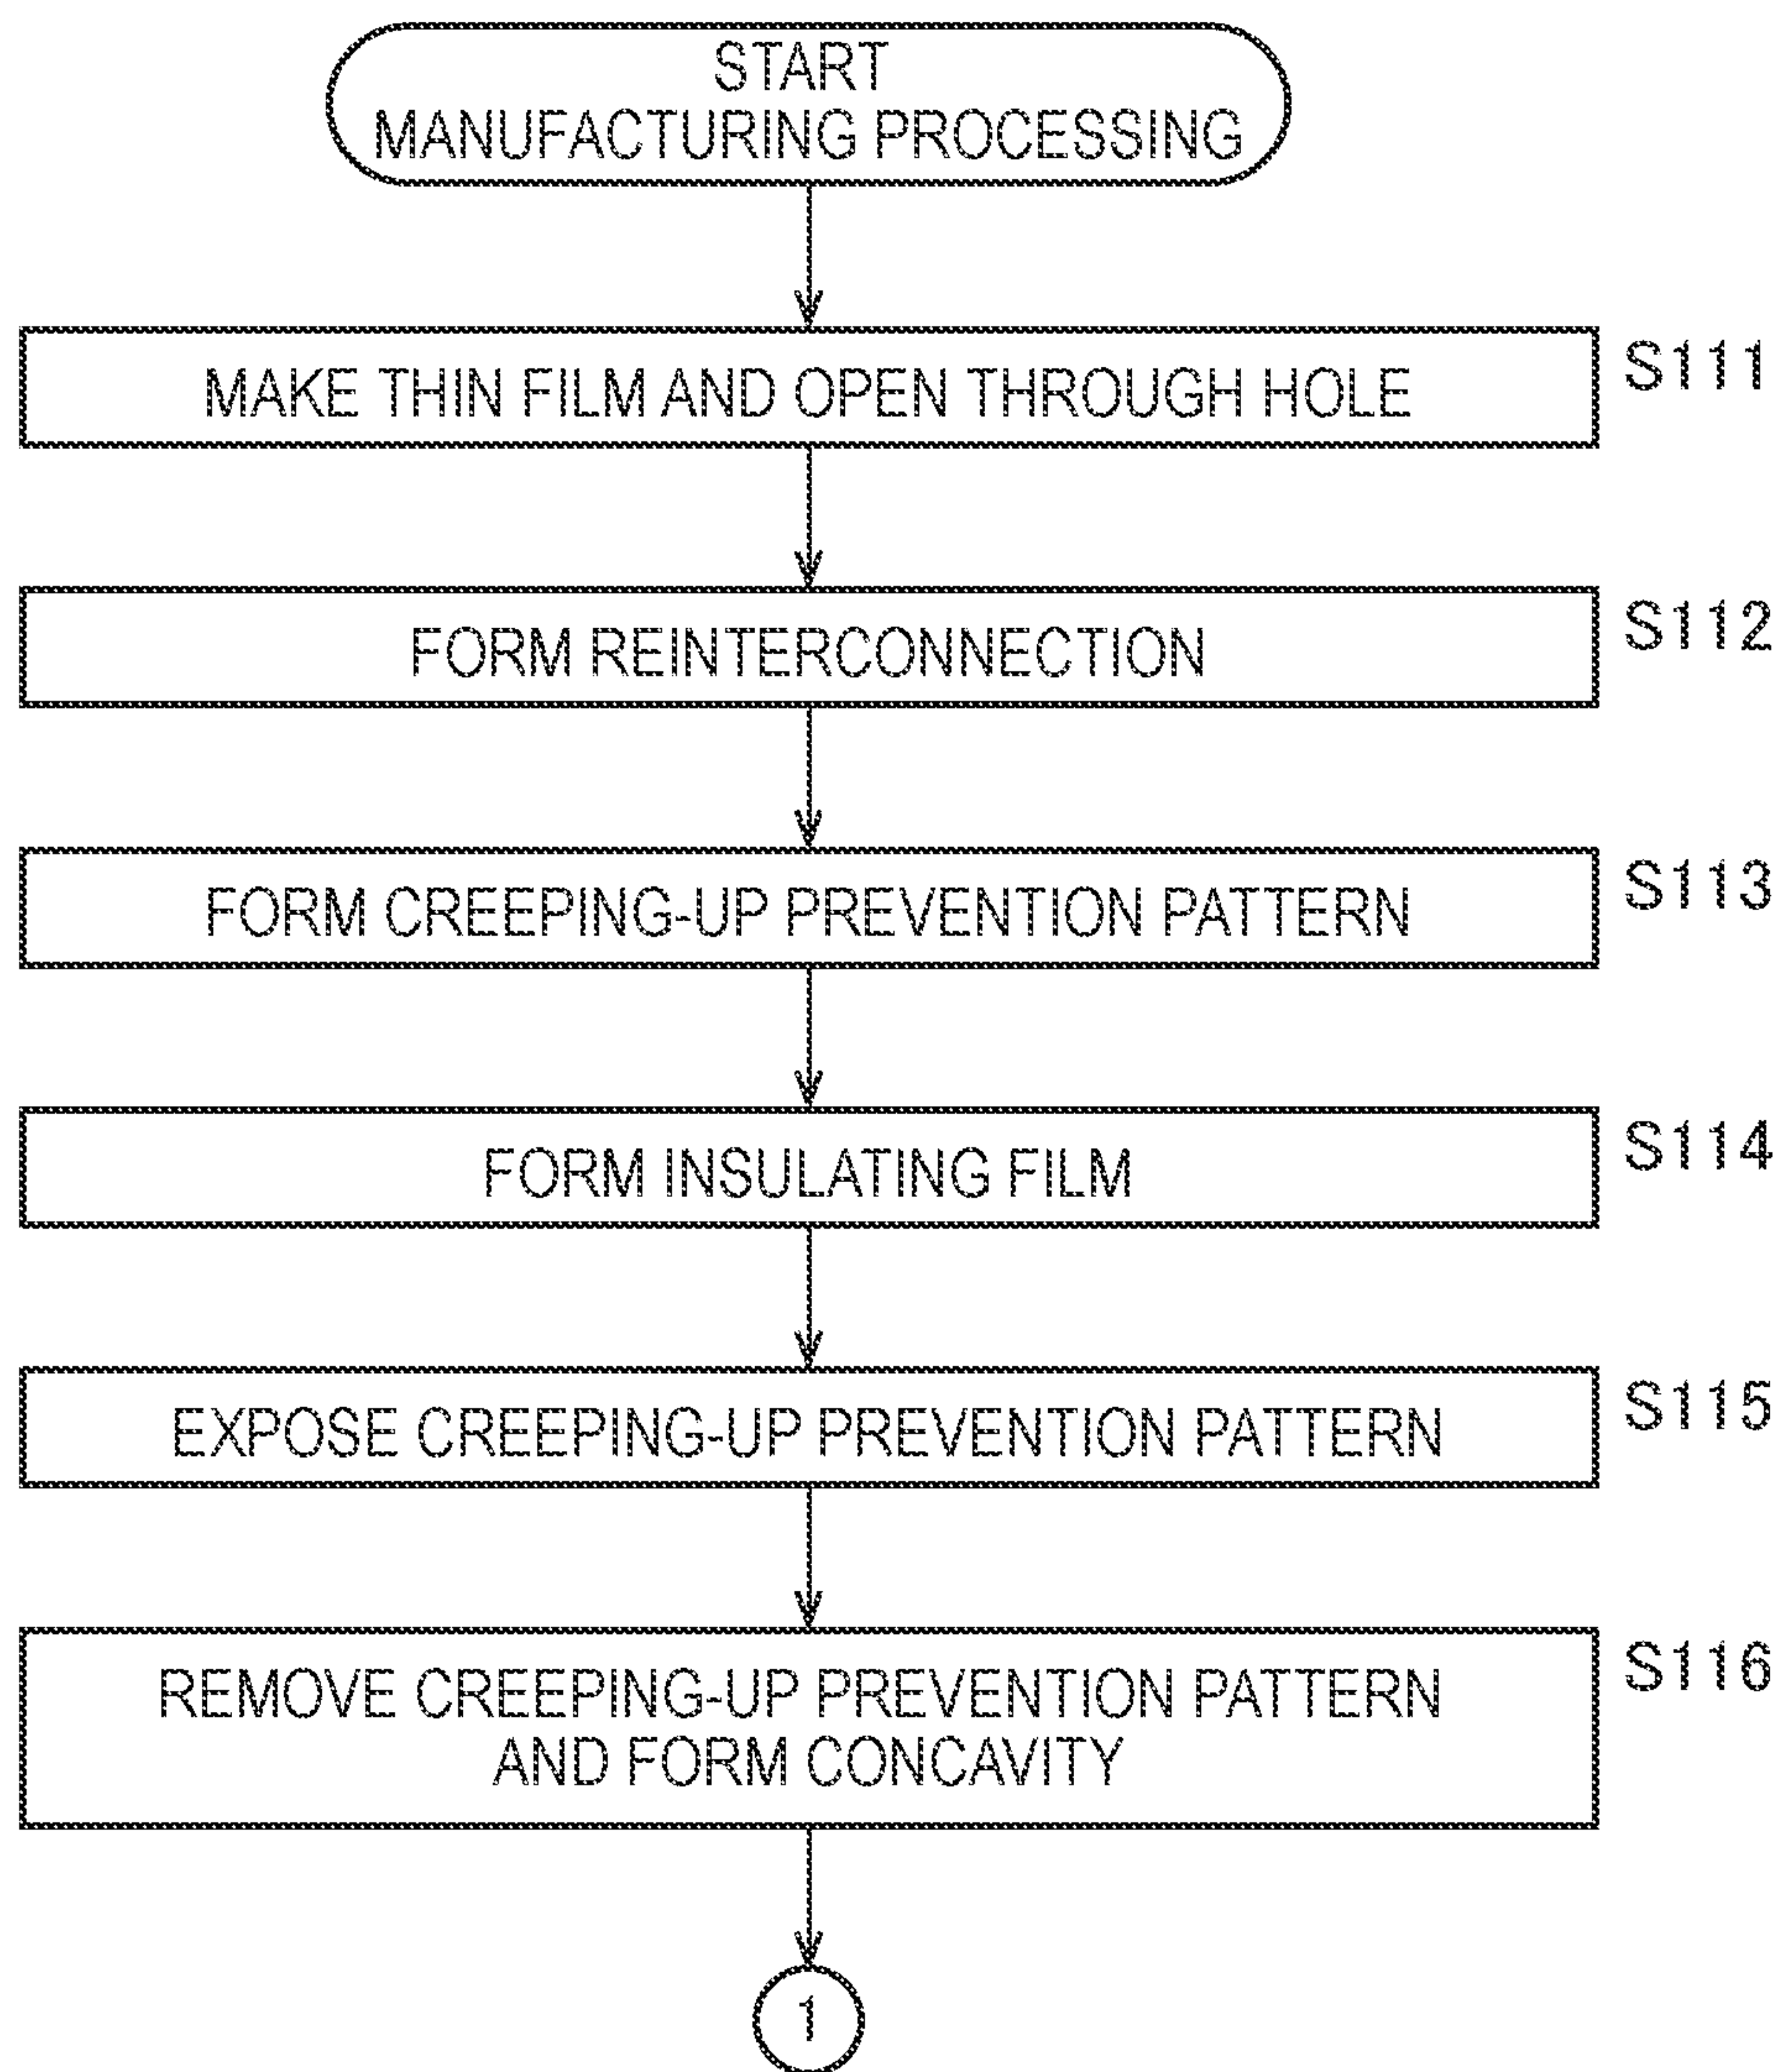 START
MANUFACTURING PROCESSING
MAKE THIN FILM AND OPEN THROUGH HOLE
S111
FORM REINTERCONNECTION
S112
FORM CREEPING-UP PREVENTION PATTERN
S113
FORM INSULATING FILM
S114
EXPOSE CREEPING-UP PREVENTION PATTERN
S115
REMOVE CREEPING-UP PREVENTION PATTERN
AND FORM CONCAVITY
S116
1